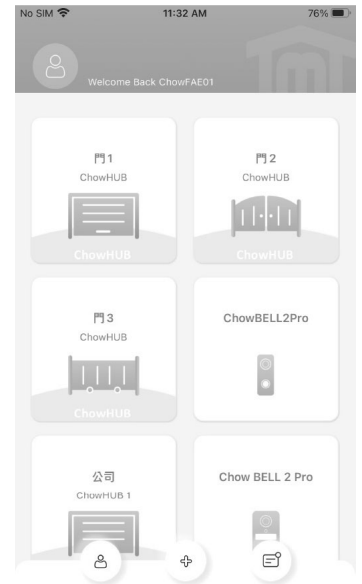 No SIM 11:32 AM 76%
Welcome Back ChowFAE01
門1
ChowHUB
ChowHUB
門2
ChowHUB
ChowHUB
門3
ChowHUB
ChowHUB
ChowBELL2Pro
公司
ChowHUB 1
Chow BELL 2 Pro